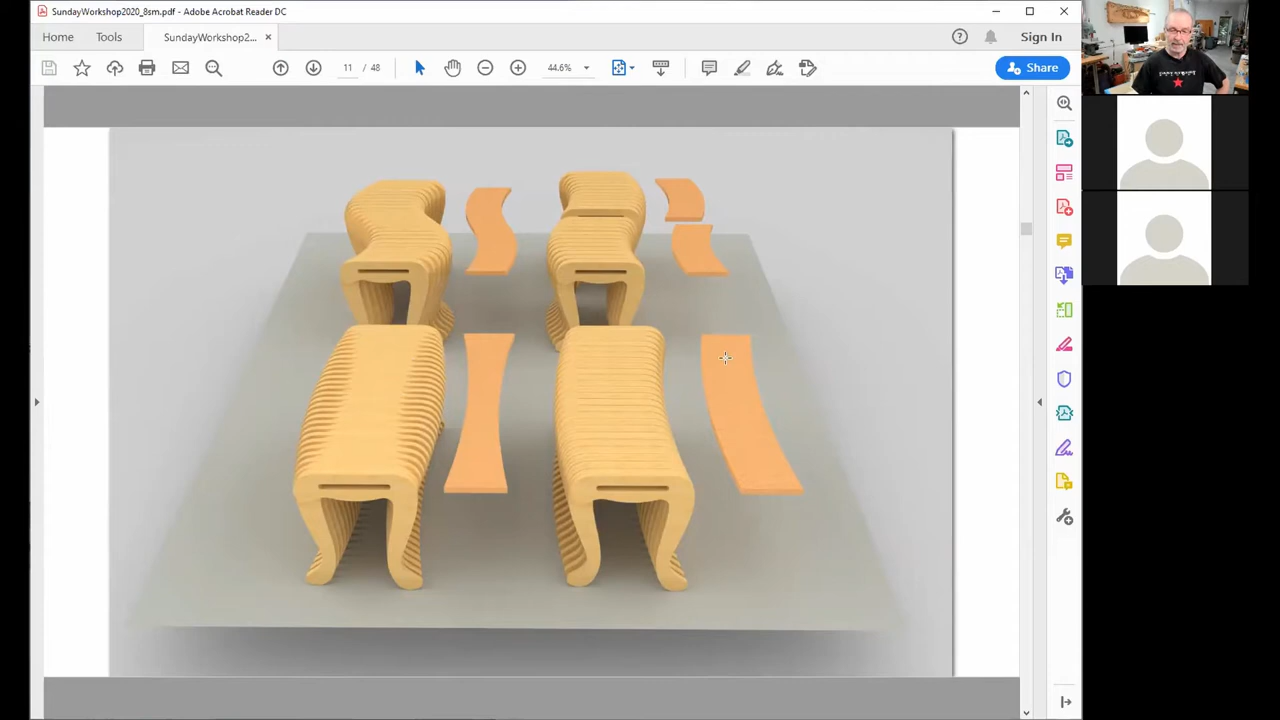 SundayWorkshop2020_8sm.pdf - Adobe Acrobat Reader DC
Home
Tools
SundayWorkshop2...
Sign In
11 / 48
44.6%
Share